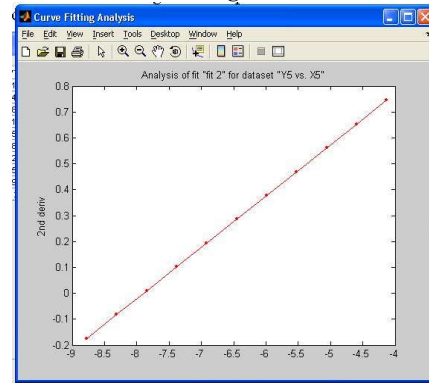 Curve Fitting Analysis
File Edit View Insert Tools Desktop Window Help
Analysis of fit "fit 2" for dataset "Y5 vs. X5"
0.8
0.7
0.6
0.5
0.4
0.3
0.2
0.1
0
-0.1
-0.2
2nd deriv
-9 -8.5 -8 -7.5 -7 -6.5 -6 -5.5 -5 -4.5 -4